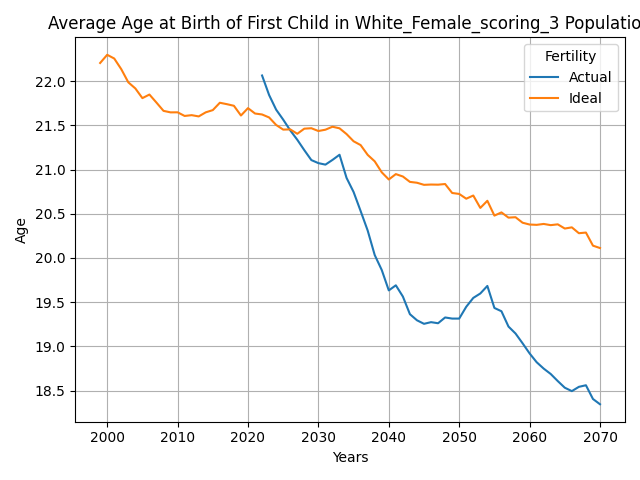 Average Age at Birth of First Child in White_Female_scoring_3 Populatio
Fertility
Actual
Ideal
22.0
21.5
21.0
20.5
20.0
19.5
19.0
18.5
Age
2000 2010 2020 2030 2040 2050 2060 2070
Years